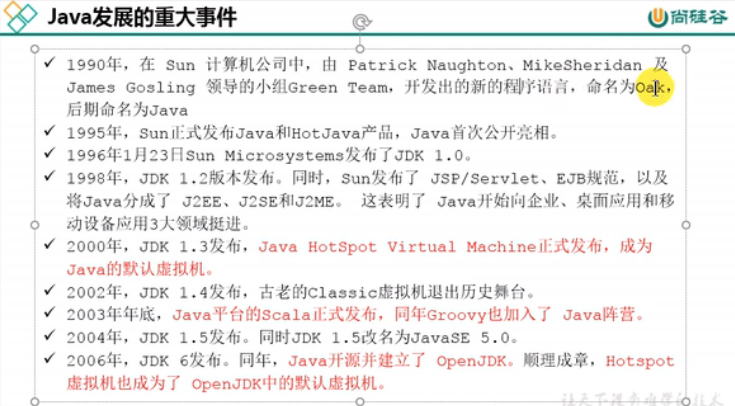 Java发展的重大事件
尚硅谷
✓ 1990年，在 Sun 计算机公司中，由 Patrick Naughton、MikeSheridan 及
James Gosling 领导的小组Green Team，开发出的新的程序语言，命名为Oak，
后期命名为Java
✓ 1995年，Sun正式发布Java和HotJava产品，Java首次公开亮相。
✓ 1996年1月23日Sun Microsystems发布了JDK 1.0。
✓ 1998年，JDK 1.2版本发布。同时，Sun发布了 JSP/Servlet、EJB规范，以及
将Java分成了 J2EE、J2SE和J2ME。 这表明了 Java开始向企业、桌面应用和移
动设备应用3大领域挺进。
✓ 2000年，JDK 1.3发布，Java HotSpot Virtual Machine正式发布，成为
Java的默认虚拟机。
✓ 2002年，JDK 1.4发布，古老的Classic虚拟机退出历史舞台。
✓ 2003年年底，Java平台的Scala正式发布，同年Groovy也加入了 Java阵营。
✓ 2004年，JDK 1.5发布。同时JDK 1.5改名为JavaSE 5.0。
✓ 2006年，JDK 6发布。同年，Java开源并建立了 OpenJDK。顺理成章，Hotspot
虚拟机也成为了 OpenJDK中的默认虚拟机。
让天下没有难学的技术